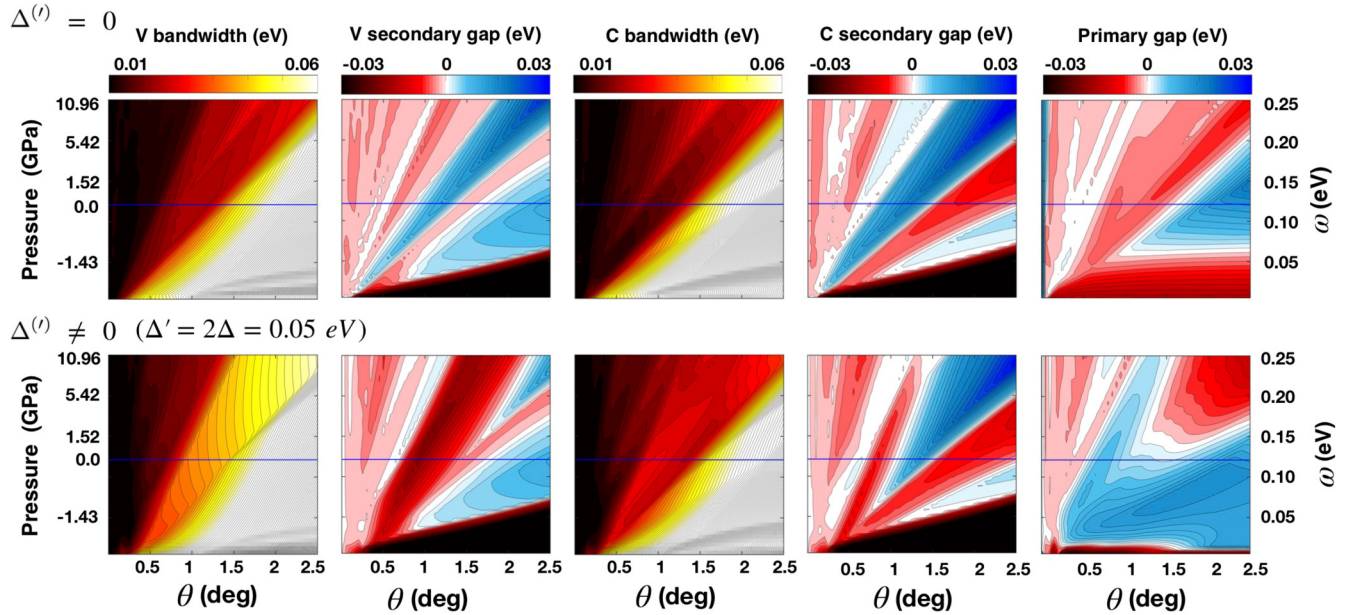 Δ(′) = 0
V bandwidth (eV) V secondary gap (eV) C bandwidth (eV) C secondary gap (eV) Primary gap (eV)
0.01 0.06 -0.03 0 0.03 0.01 0.06 -0.03 0 0.03 -0.03 0 0.03
Pressure (GPa)
10.96
5.42
1.52
0.0
-1.43
0.25
0.20
0.15
0.10
0.05
ω (eV)
Δ(′) ≠ 0 (Δ′ = 2Δ = 0.05 eV)
Pressure (GPa)
10.96
5.42
1.52
0.0
-1.43
0.25
0.20
0.15
0.10
0.05
ω (eV)
0.5 1 1.5 2 2.5 0.5 1 1.5 2 2.5 0.5 1 1.5 2 2.5 0.5 1 1.5 2 2.5 0.5 1 1.5 2 2.5
θ (deg) θ (deg) θ (deg) θ (deg) θ (deg)